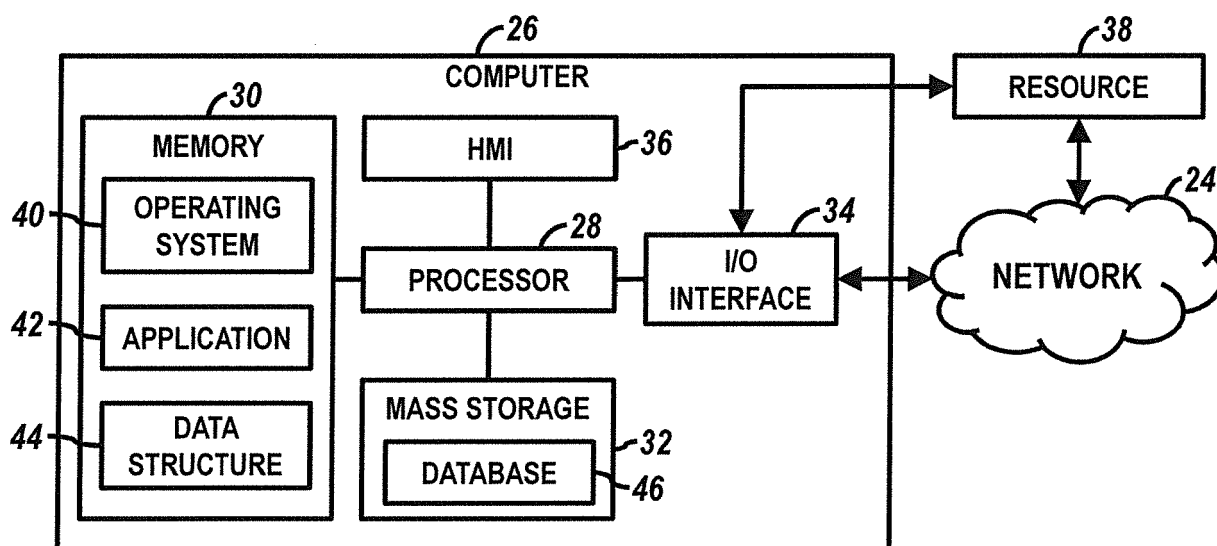 26
COMPUTER
38
RESOURCE
30
MEMORY
HMI
36
40
OPERATING
SYSTEM
28
PROCESSOR
34
I/O
INTERFACE
24
NETWORK
42
APPLICATION
MASS STORAGE
32
44
DATA
STRUCTURE
DATABASE
46